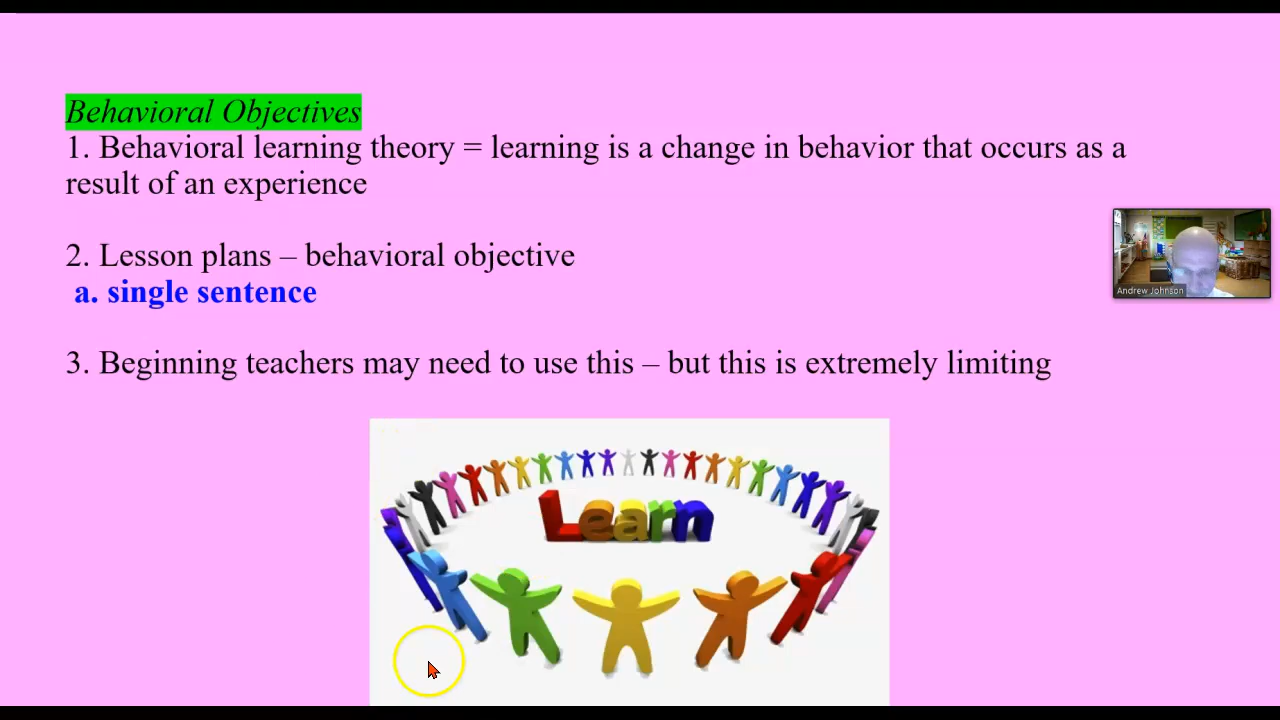 Behavioral Objectives
1. Behavioral learning theory = learning is a change in behavior that occurs as a
result of an experience
2. Lesson plans – behavioral objective
a. single sentence
3. Beginning teachers may need to use this – but this is extremely limiting
Learn
Andrew Johnson